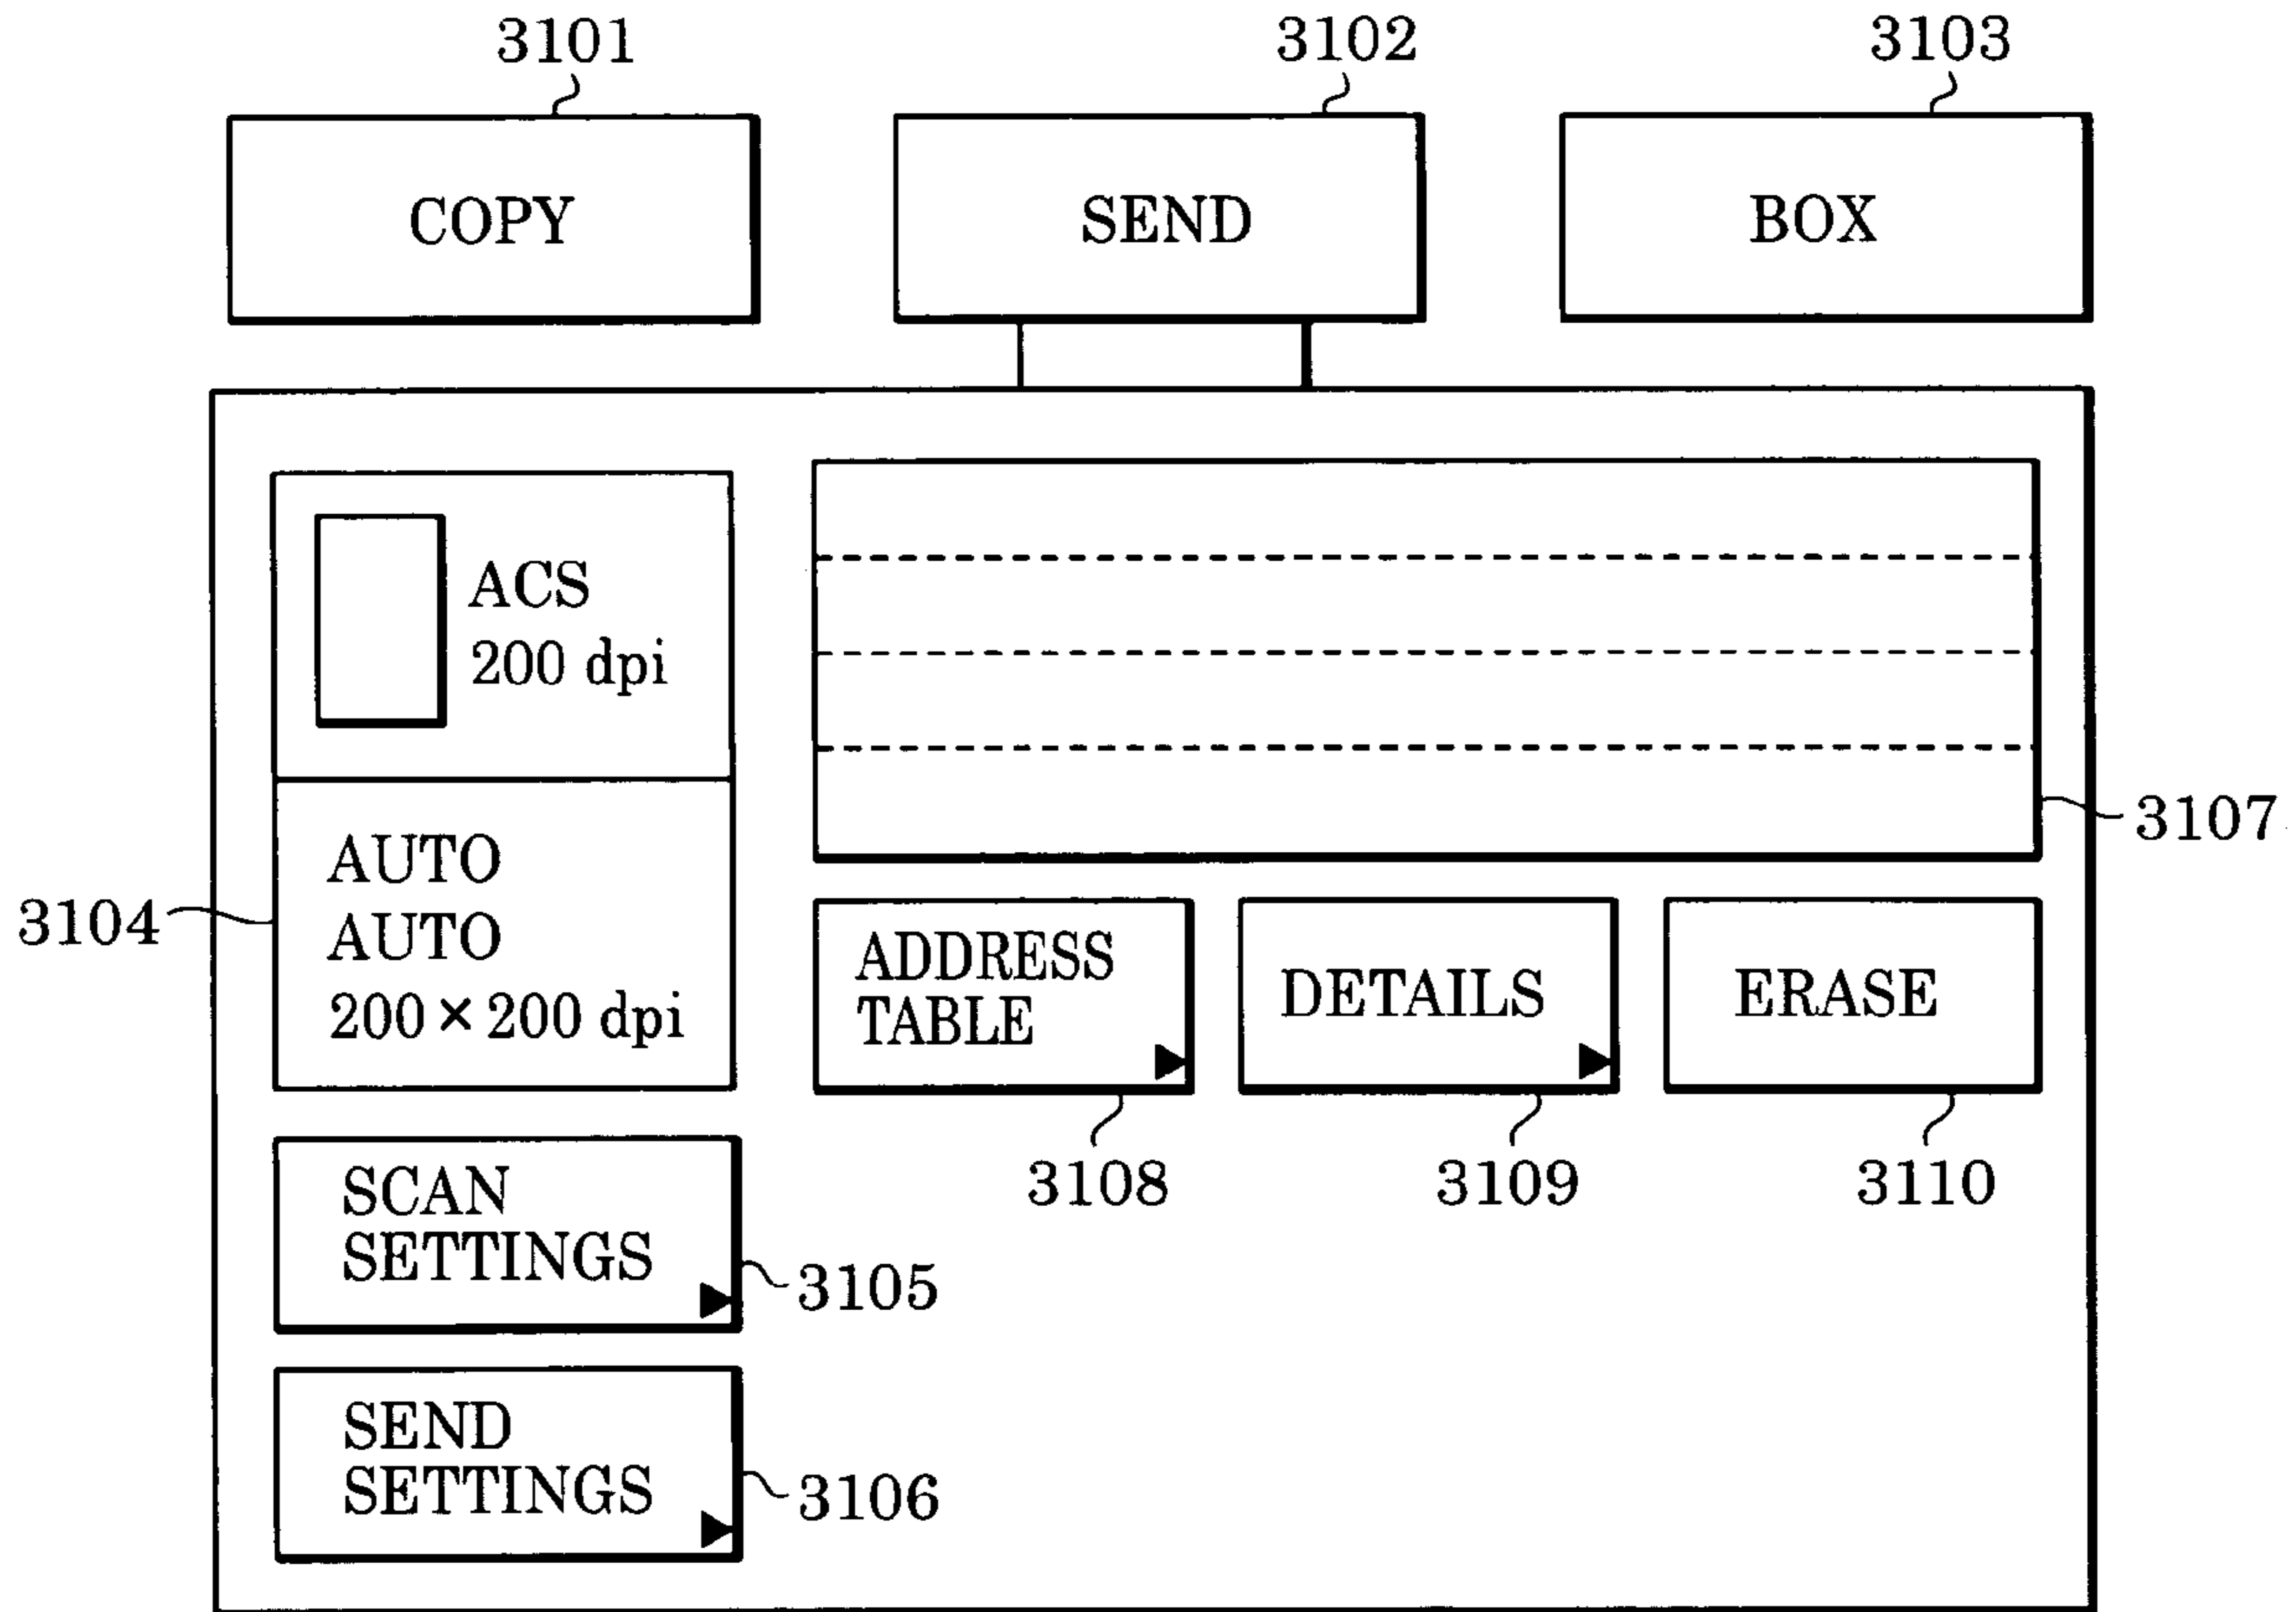 3101
3102
3103
COPY
SEND
BOX
ACS
200 dpi
3107
AUTO
AUTO
200 × 200 dpi
3104
ADDRESS
TABLE
DETAILS
ERASE
3108
3109
3110
SCAN
SETTINGS
3105
SEND
SETTINGS
3106